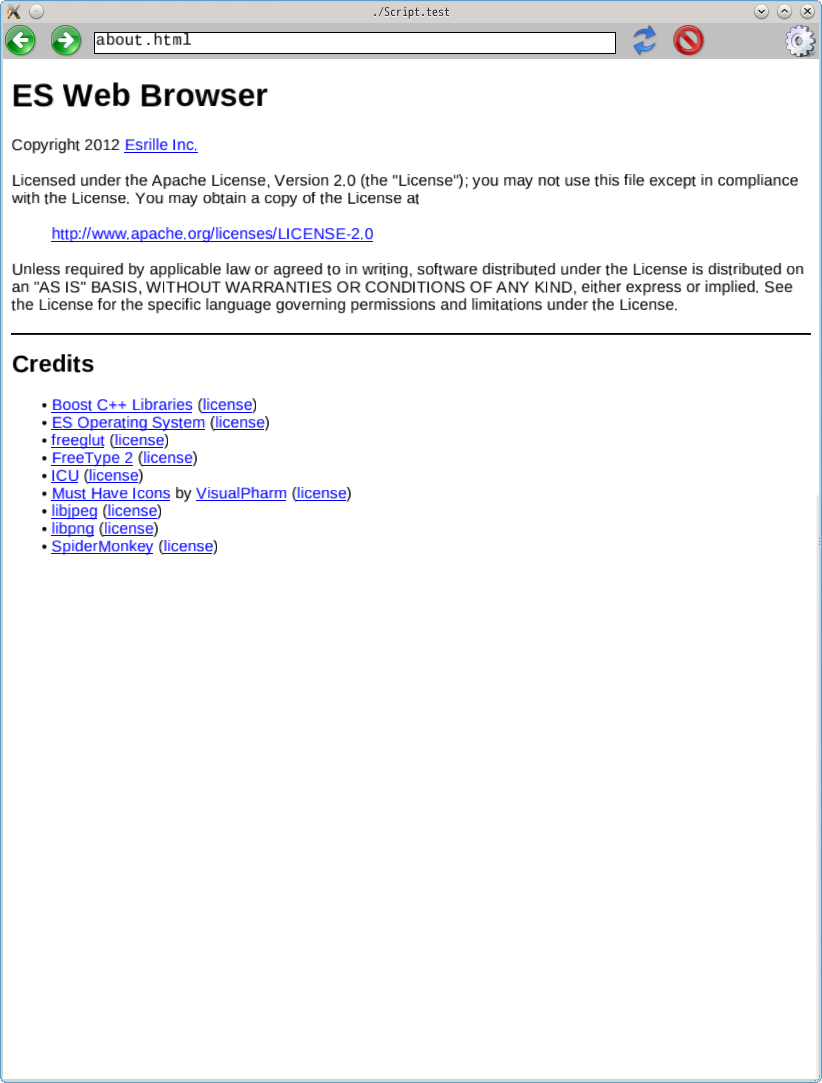 ./Script.test
about.html
ES Web Browser
Copyright 2012 Esrille Inc.
Licensed under the Apache License, Version 2.0 (the "License"); you may not use this file except in compliance
with the License. You may obtain a copy of the License at
http://www.apache.org/licenses/LICENSE-2.0
Unless required by applicable law or agreed to in writing, software distributed under the License is distributed on
an "AS IS" BASIS, WITHOUT WARRANTIES OR CONDITIONS OF ANY KIND, either express or implied. See
the License for the specific language governing permissions and limitations under the License.
Credits
• Boost C++ Libraries (license)
• ES Operating System (license)
• freeglut (license)
• FreeType 2 (license)
• ICU (license)
• Must Have Icons by VisualPharm (license)
• libjpeg (license)
• libpng (license)
• SpiderMonkey (license)